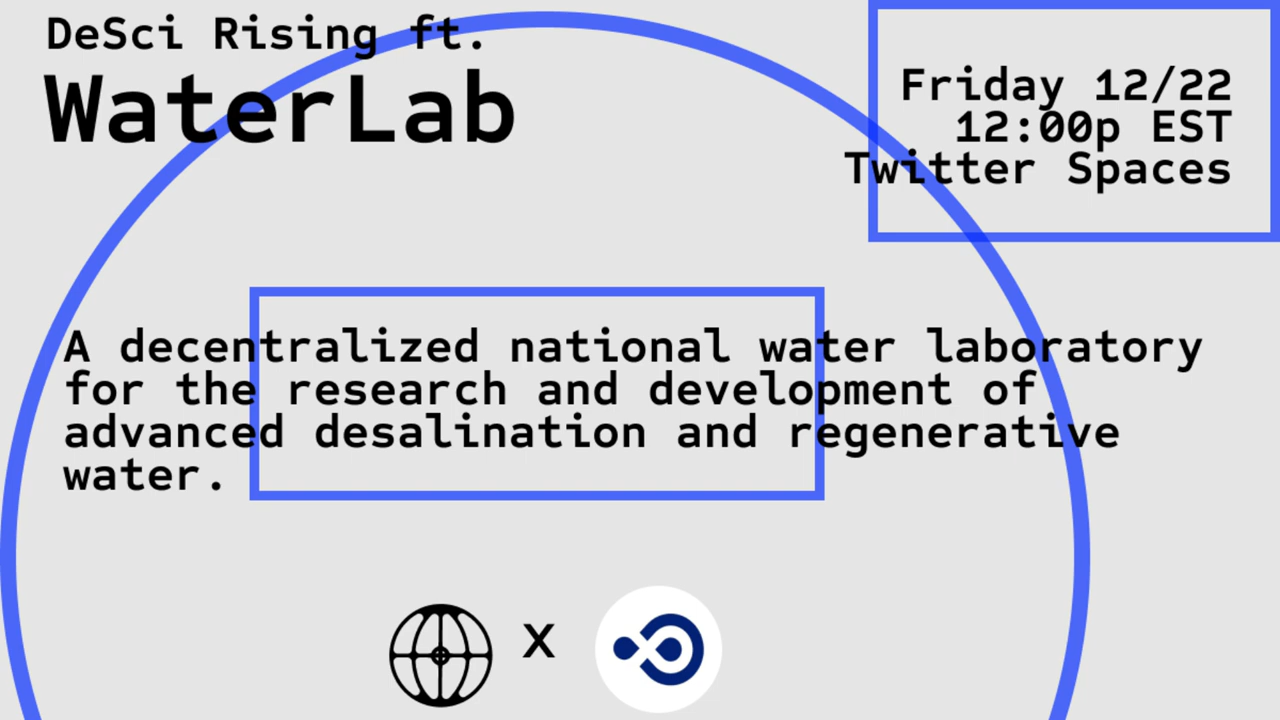 DeSci Rising ft.
WaterLab
Friday 12/22
12:00p EST
Twitter Spaces
A decentralized national water laboratory
for the research and development of
advanced desalination and regenerative
water.
X